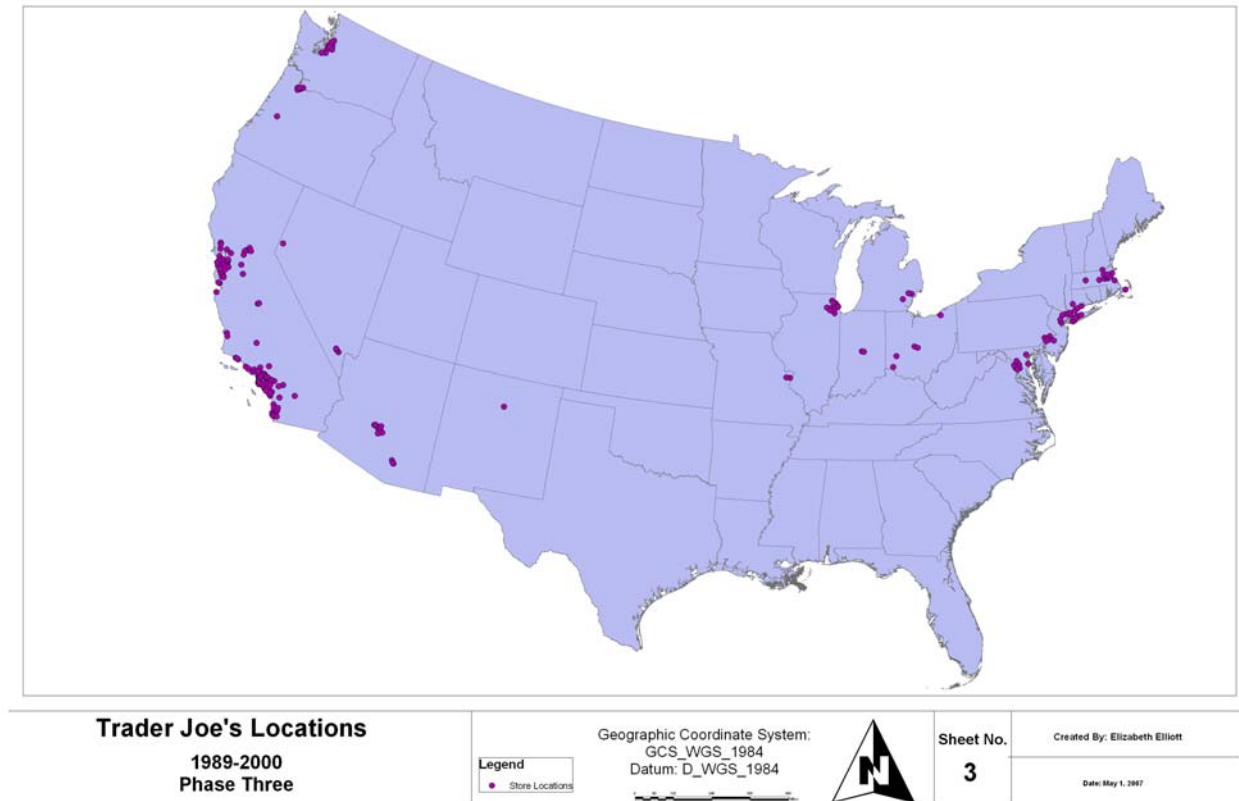 Trader Joe's Locations
1989-2000
Phase Three
Legend
Store Locations
Geographic Coordinate System:
GCS_WGS_1984
Datum: D_WGS_1984
N
Sheet No.
3
Created By: Elizabeth Elliott
Date: May 1, 2007